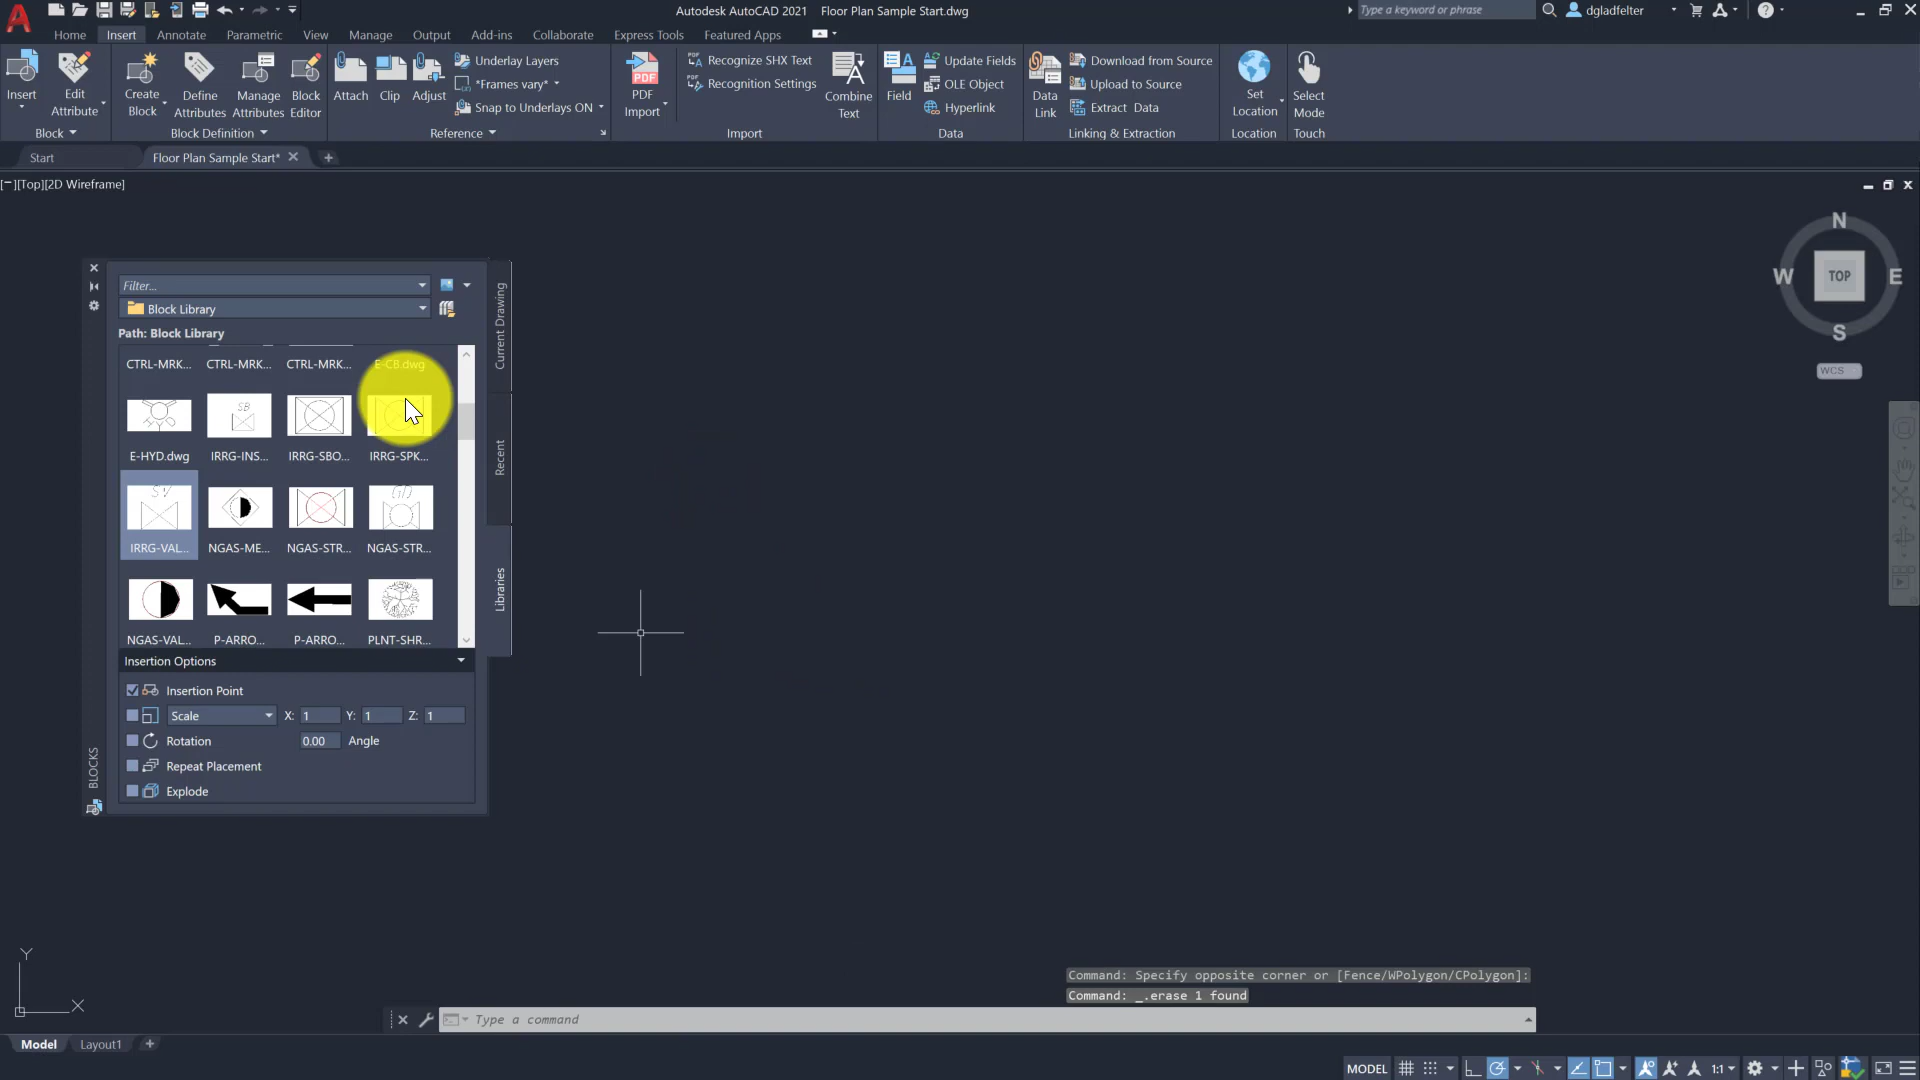 Autodesk AutoCAD 2021 Floor Plan Sample Start.dwg
Type a keyword or phrase
dgladfelter
Home Insert Annotate Parametric View Manage Output Add-ins Collaborate Express Tools Featured Apps
Insert
Edit
Attribute
Create
Block
Define
Attributes
Manage
Attributes
Block
Editor
Attach
Clip
Adjust
Underlay Layers
*Frames vary*
Snap to Underlays ON
PDF
Import
Recognize SHX Text
Recognition Settings
Combine
Text
Field
Update Fields
OLE Object
Hyperlink
Data
Link
Download from Source
Upload to Source
Extract Data
Set
Location
Select
Mode
Block
Block Definition
Reference
Import
Data
Linking & Extraction
Location
Touch
Start
Floor Plan Sample Start*
[−][Top][2D Wireframe]
N
W
TOP
E
S
WCS
Filter...
Block Library
Path: Block Library
CTRL-MRK... CTRL-MRK... CTRL-MRK... E-CB.dwg
SB
E-HYD.dwg IRRG-INS... IRRG-SBO... IRRG-SPK...
IRRG-VAL... NGAS-ME... NGAS-STR... NGAS-STR...
NGAS-VAL... P-ARRO... P-ARRO... PLNT-SHR...
Current Drawing
Recent
Libraries
BLOCKS
Insertion Options
Insertion Point
Scale X: 1 Y: 1 Z: 1
Rotation 0.00 Angle
Repeat Placement
Explode
Y
X
Command: Specify opposite corner or [Fence/WPolygon/CPolygon]:
Command: _.erase 1 found
Type a command
Model Layout1
MODEL
1:1